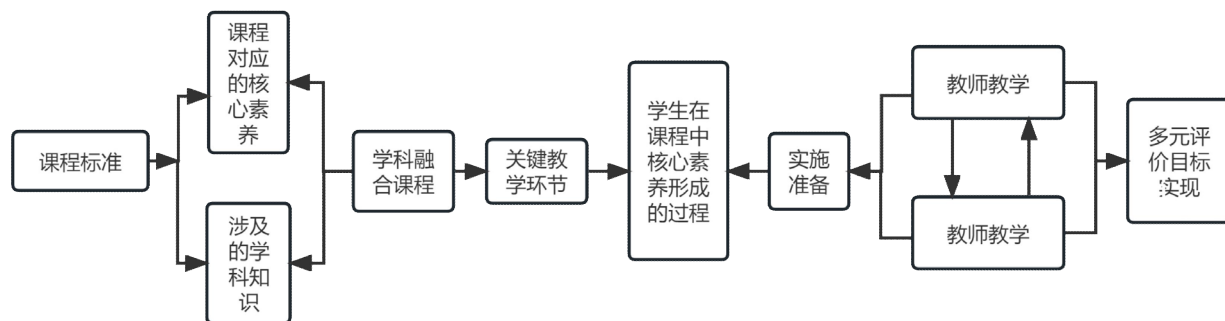 课程标准
课程
对应
的核
心素
养
涉及
的学
科知
识
学科融
合课程
关键教
学环节
学生在
课程中
核心素
养形成
的过程
实施
准备
教师教学
教师教学
多元评
价目标
实现